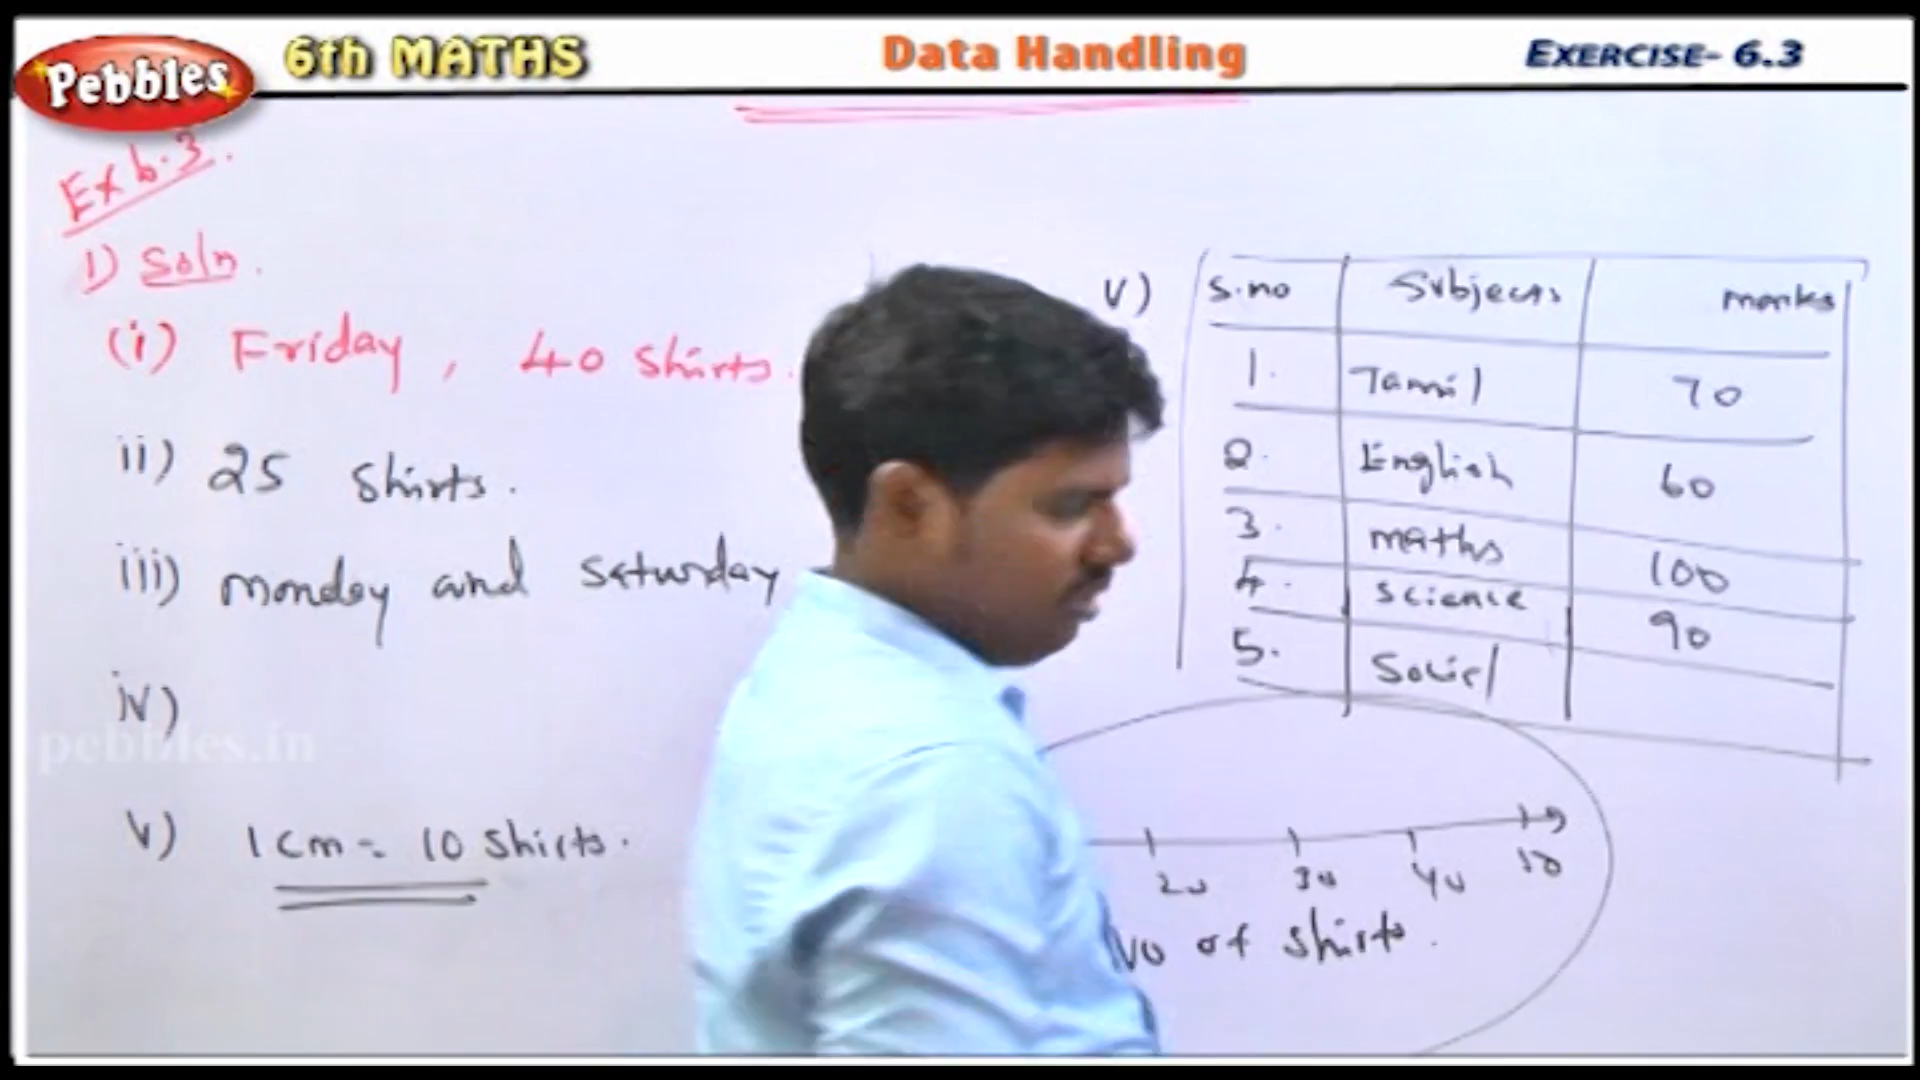 Pebbles
6th MATHS
Data Handling
EXERCISE- 6.3
Ex 6.3.
1) Soln.
(i) Friday, 40 Shirts.
ii) 25 Shirts.
iii) monday and Saturday
iv)
pebbles.in
v) 1cm = 10 Shirts.
v)
S.no Subjects marks
1. Tamil 70
2. English 60
3. maths 100
4. Science 90
5. Social
20 30 40 50
No of Shirts.